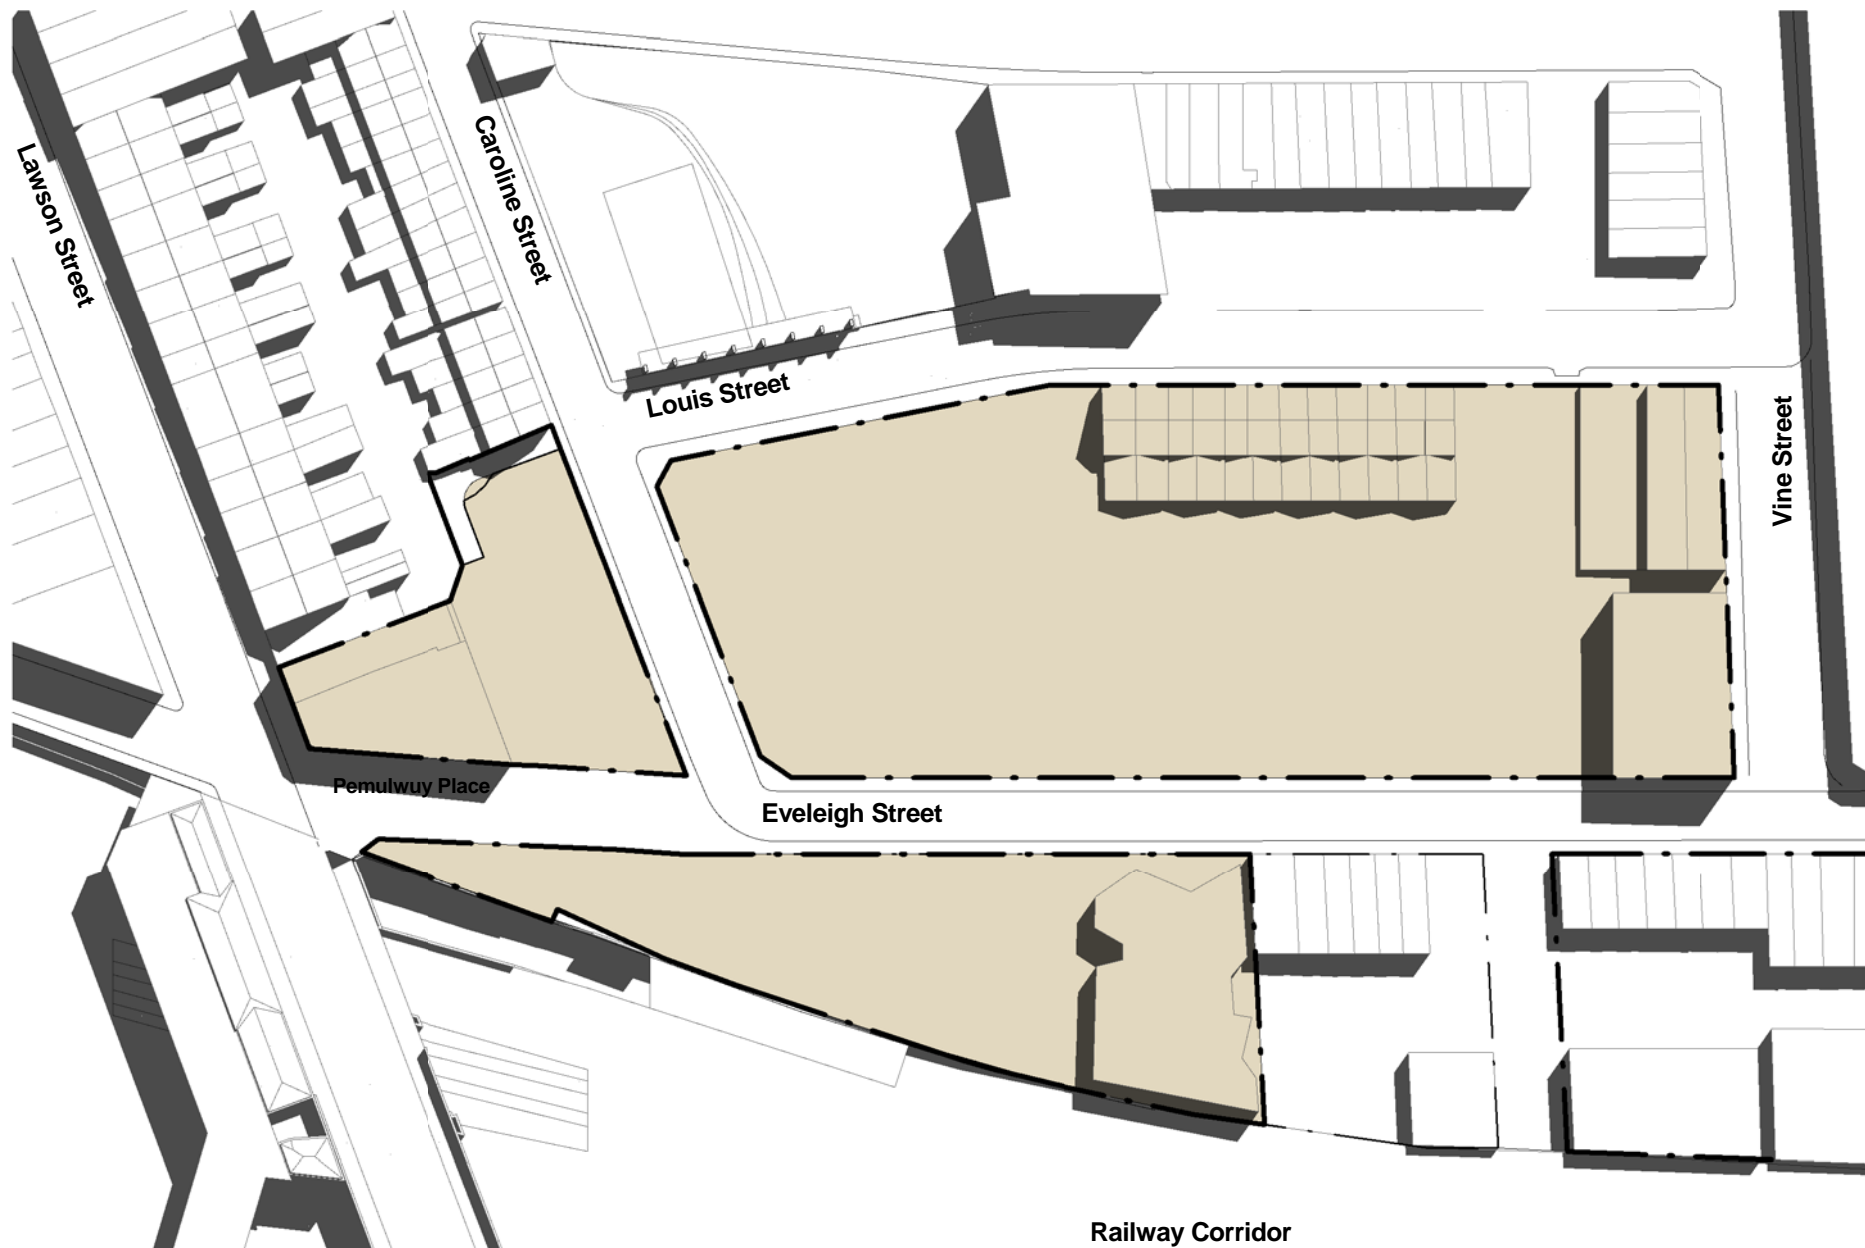 Lawson Street
Caroline Street
Louis Street
Vine Street
Pemulwuy Place
Eveleigh Street
Railway Corridor